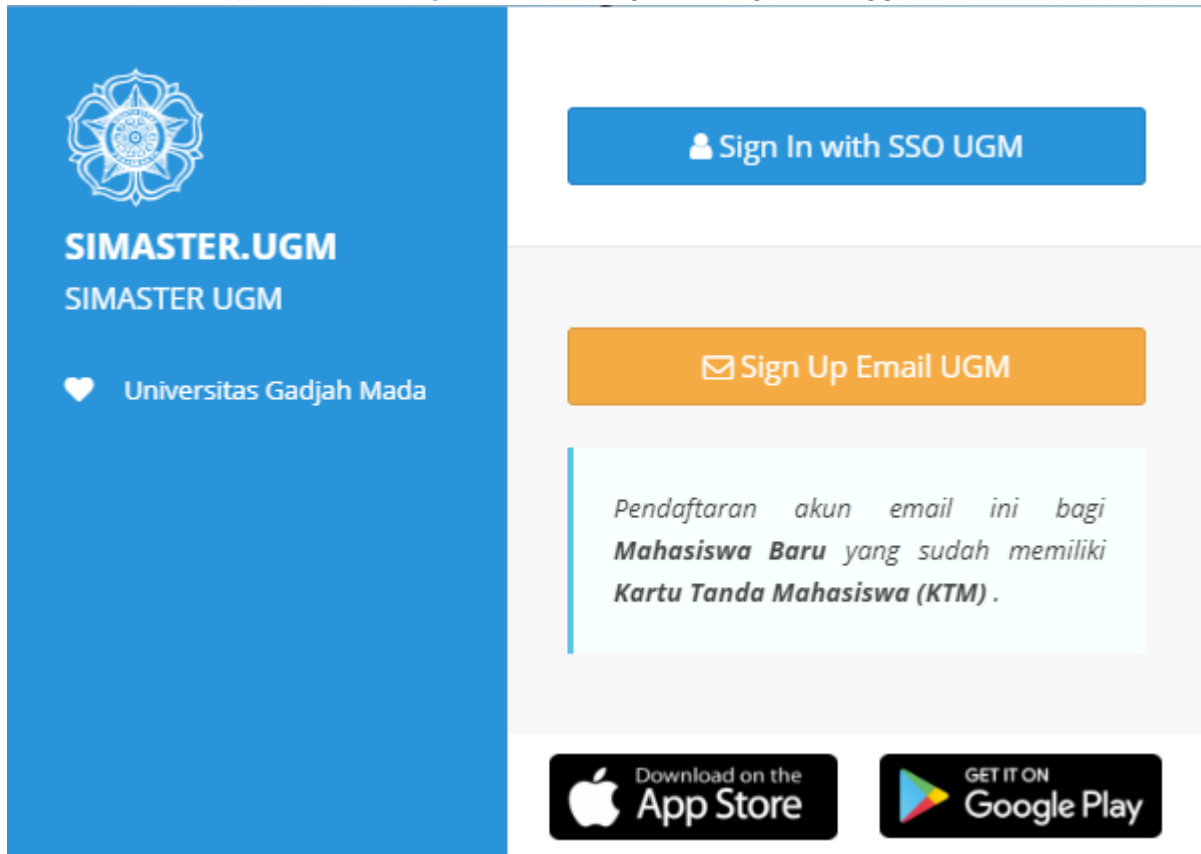 SIMASTER.UGM
SIMASTER UGM
Universitas Gadjah Mada
Sign In with SSO UGM
Sign Up Email UGM
Pendaftaran akun email ini bagi
Mahasiswa Baru yang sudah memiliki
Kartu Tanda Mahasiswa (KTM) .
Download on the
App Store
GET IT ON
Google Play